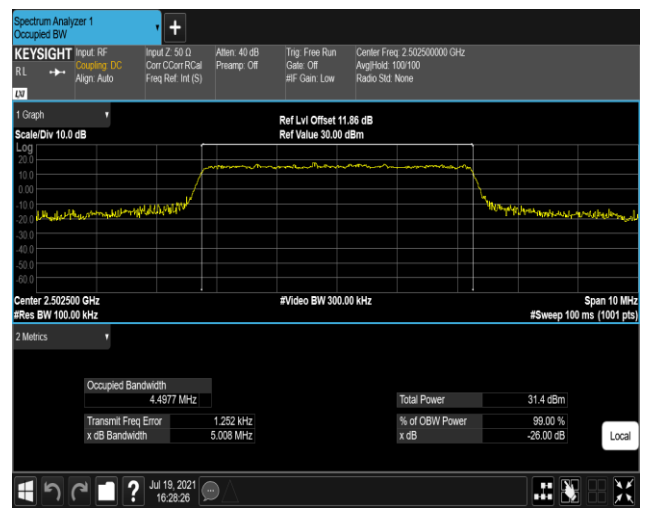 Spectrum Analyzer 1
Occupied BW
+
KEYSIGHT Input: RF Input Z: 50 Ω Atten: 40 dB Trig: Free Run Center Freq: 2.502500000 GHz
RL Coupling: DC Corr CCorr RCal Preamp: Off Gate: Off Avg|Hold: 100/100
Align: Auto Freq Ref: Int (S) #IF Gain: Low Radio Std: None
LXI
1 Graph
Ref Lvl Offset 11.86 dB
Scale/Div 10.0 dB Ref Value 30.00 dBm
Log
20.0
10.0
0.00
-10.0
-20.0
-30.0
-40.0
-50.0
-60.0
Center 2.502500 GHz #Video BW 300.00 kHz Span 10 MHz
#Res BW 100.00 kHz #Sweep 100 ms (1001 pts)
2 Metrics
Occupied Bandwidth
4.4977 MHz Total Power 31.4 dBm
Transmit Freq Error 1.252 kHz % of OBW Power 99.00 %
x dB Bandwidth 5.008 MHz x dB -26.00 dB
Local
? Jul 19, 2021
16:28:26